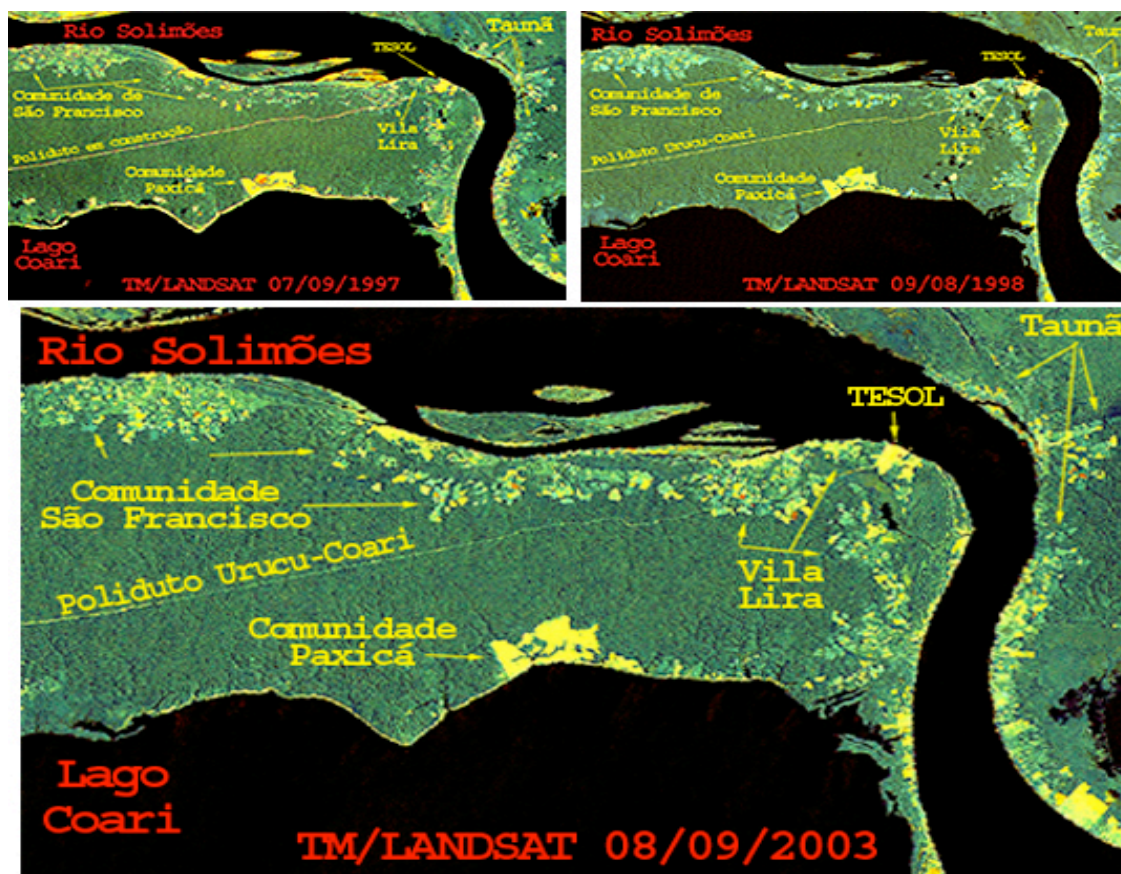 Rio Solimões
Taunã
TESOL
Comunidade de
São Francisco
Vila
Lira
Poliduto em construção
Comunidade
Paxicá
Lago
Coari
TM/LANDSAT 07/09/1997
Rio Solimões
Taun
TESOL
Comunidade de
São Francisco
Vila
Lira
Poliduto Urucu-Coari
Comunidade
Paxicá
Lago
Coari
TM/LANDSAT 09/08/1998
Rio Solimões
Taunã
TESOL
Comunidade
São Francisco
Poliduto Urucu-Coari
Vila
Lira
Comunidade
Paxicá
Lago
Coari
TM/LANDSAT 08/09/2003